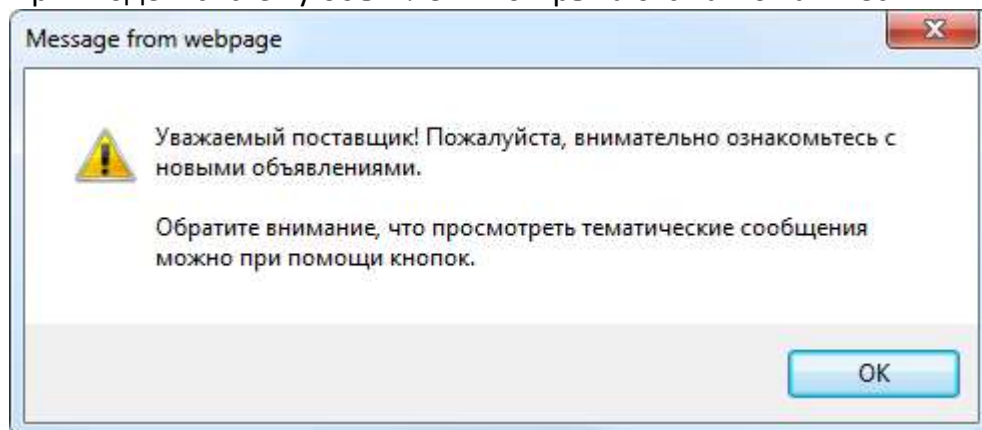 Message from webpage
Уважаемый поставщик! Пожалуйста, внимательно ознакомьтесь с
новыми объявлениями.
Обратите внимание, что просмотреть тематические сообщения
можно при помощи кнопок.
OK